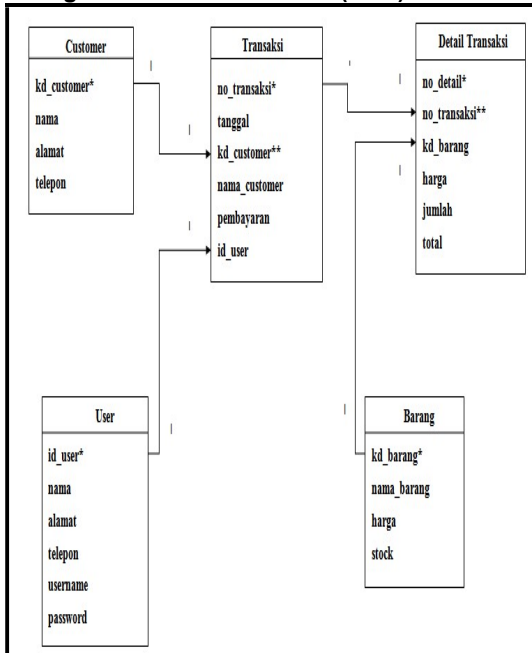 Customer
kd_customer*
nama
alamat
telepon
Transaksi
no_transaksi*
tanggal
kd_customer**
nama_customer
pembayaran
id_user
Detail Transaksi
no_detail*
no_transaksi**
kd_barang
harga
jumlah
total
User
id_user*
nama
alamat
telepon
username
password
Barang
kd_barang*
nama_barang
harga
stock